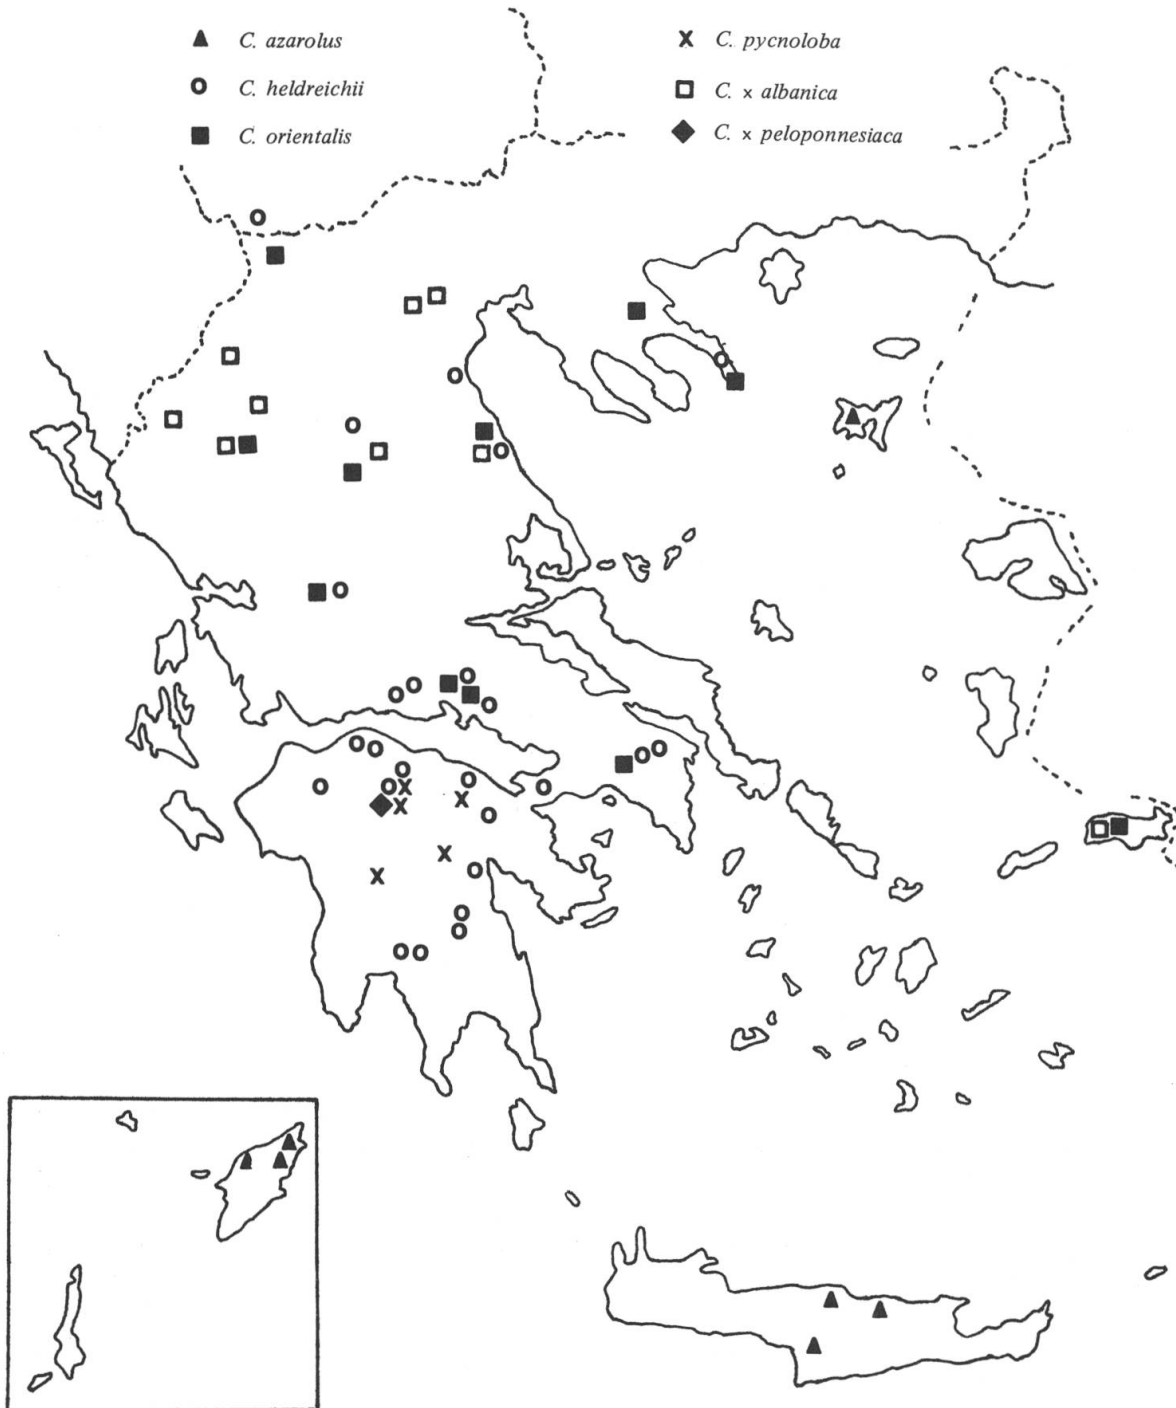 C. azarolus
C. heldreichii
C. orientalis
C. pycnoloba
C. × albanica
C. × peloponnesiaca